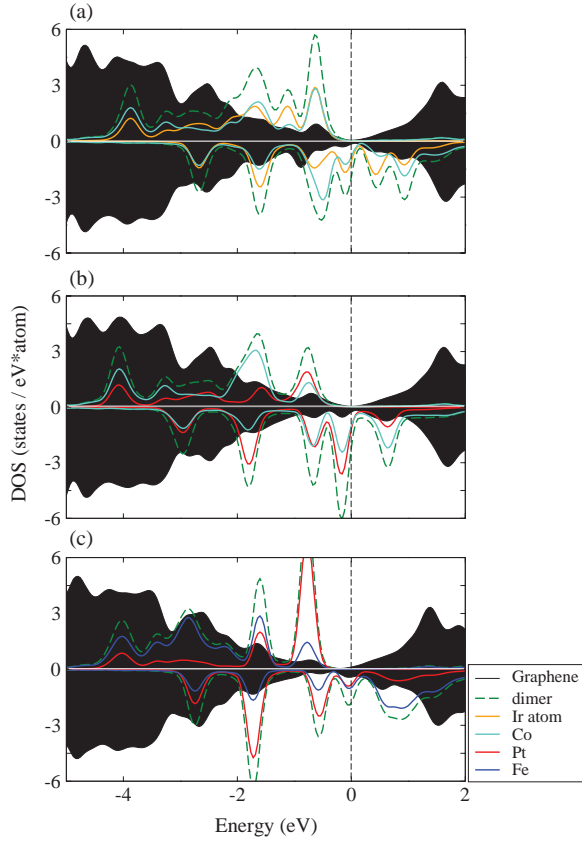 (a)
6
3
0
-3
-6
(b)
6
3
0
-3
-6
(c)
6
3
0
-3
-6
DOS (states / eV*atom)
-4
-2
0
2
Energy (eV)
Graphene
dimer
Ir atom
Co
Pt
Fe